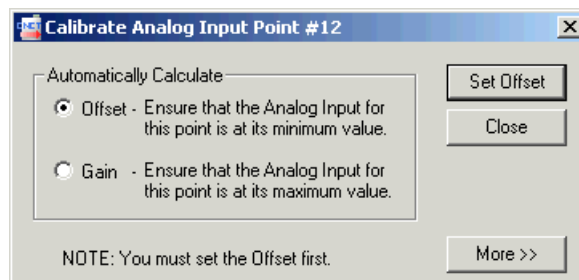 Calibrate Analog Input Point #12
Automatically Calculate
Offset - Ensure that the Analog Input for
this point is at its minimum value.
Gain - Ensure that the Analog Input for
this point is at its maximum value.
NOTE: You must set the Offset first.
Set Offset
Close
More >>